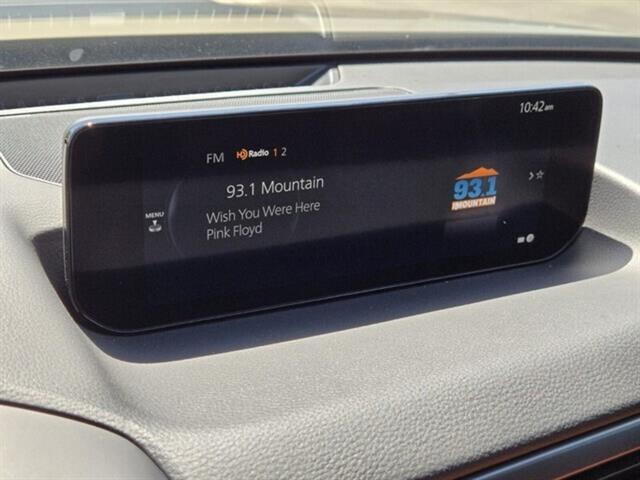 10:42am
FM HD Radio 1 2
93.1 Mountain
Wish You Were Here
Pink Floyd
MENU
93.1
THE MOUNTAIN